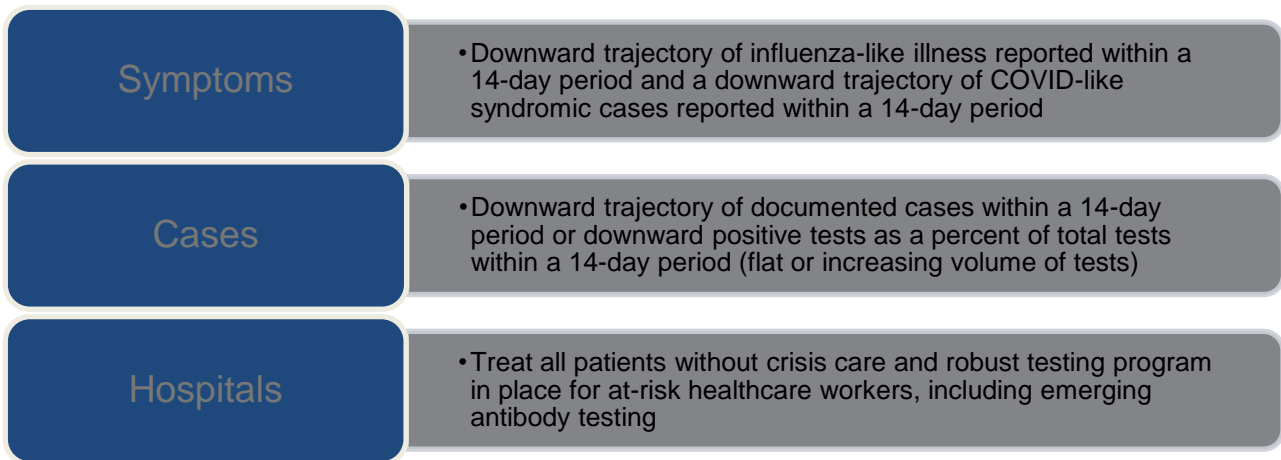 Symptoms
•Downward trajectory of influenza-like illness reported within a
14-day period and a downward trajectory of COVID-like
syndromic cases reported within a 14-day period
Cases
•Downward trajectory of documented cases within a 14-day
period or downward positive tests as a percent of total tests
within a 14-day period (flat or increasing volume of tests)
Hospitals
•Treat all patients without crisis care and robust testing program
in place for at-risk healthcare workers, including emerging
antibody testing